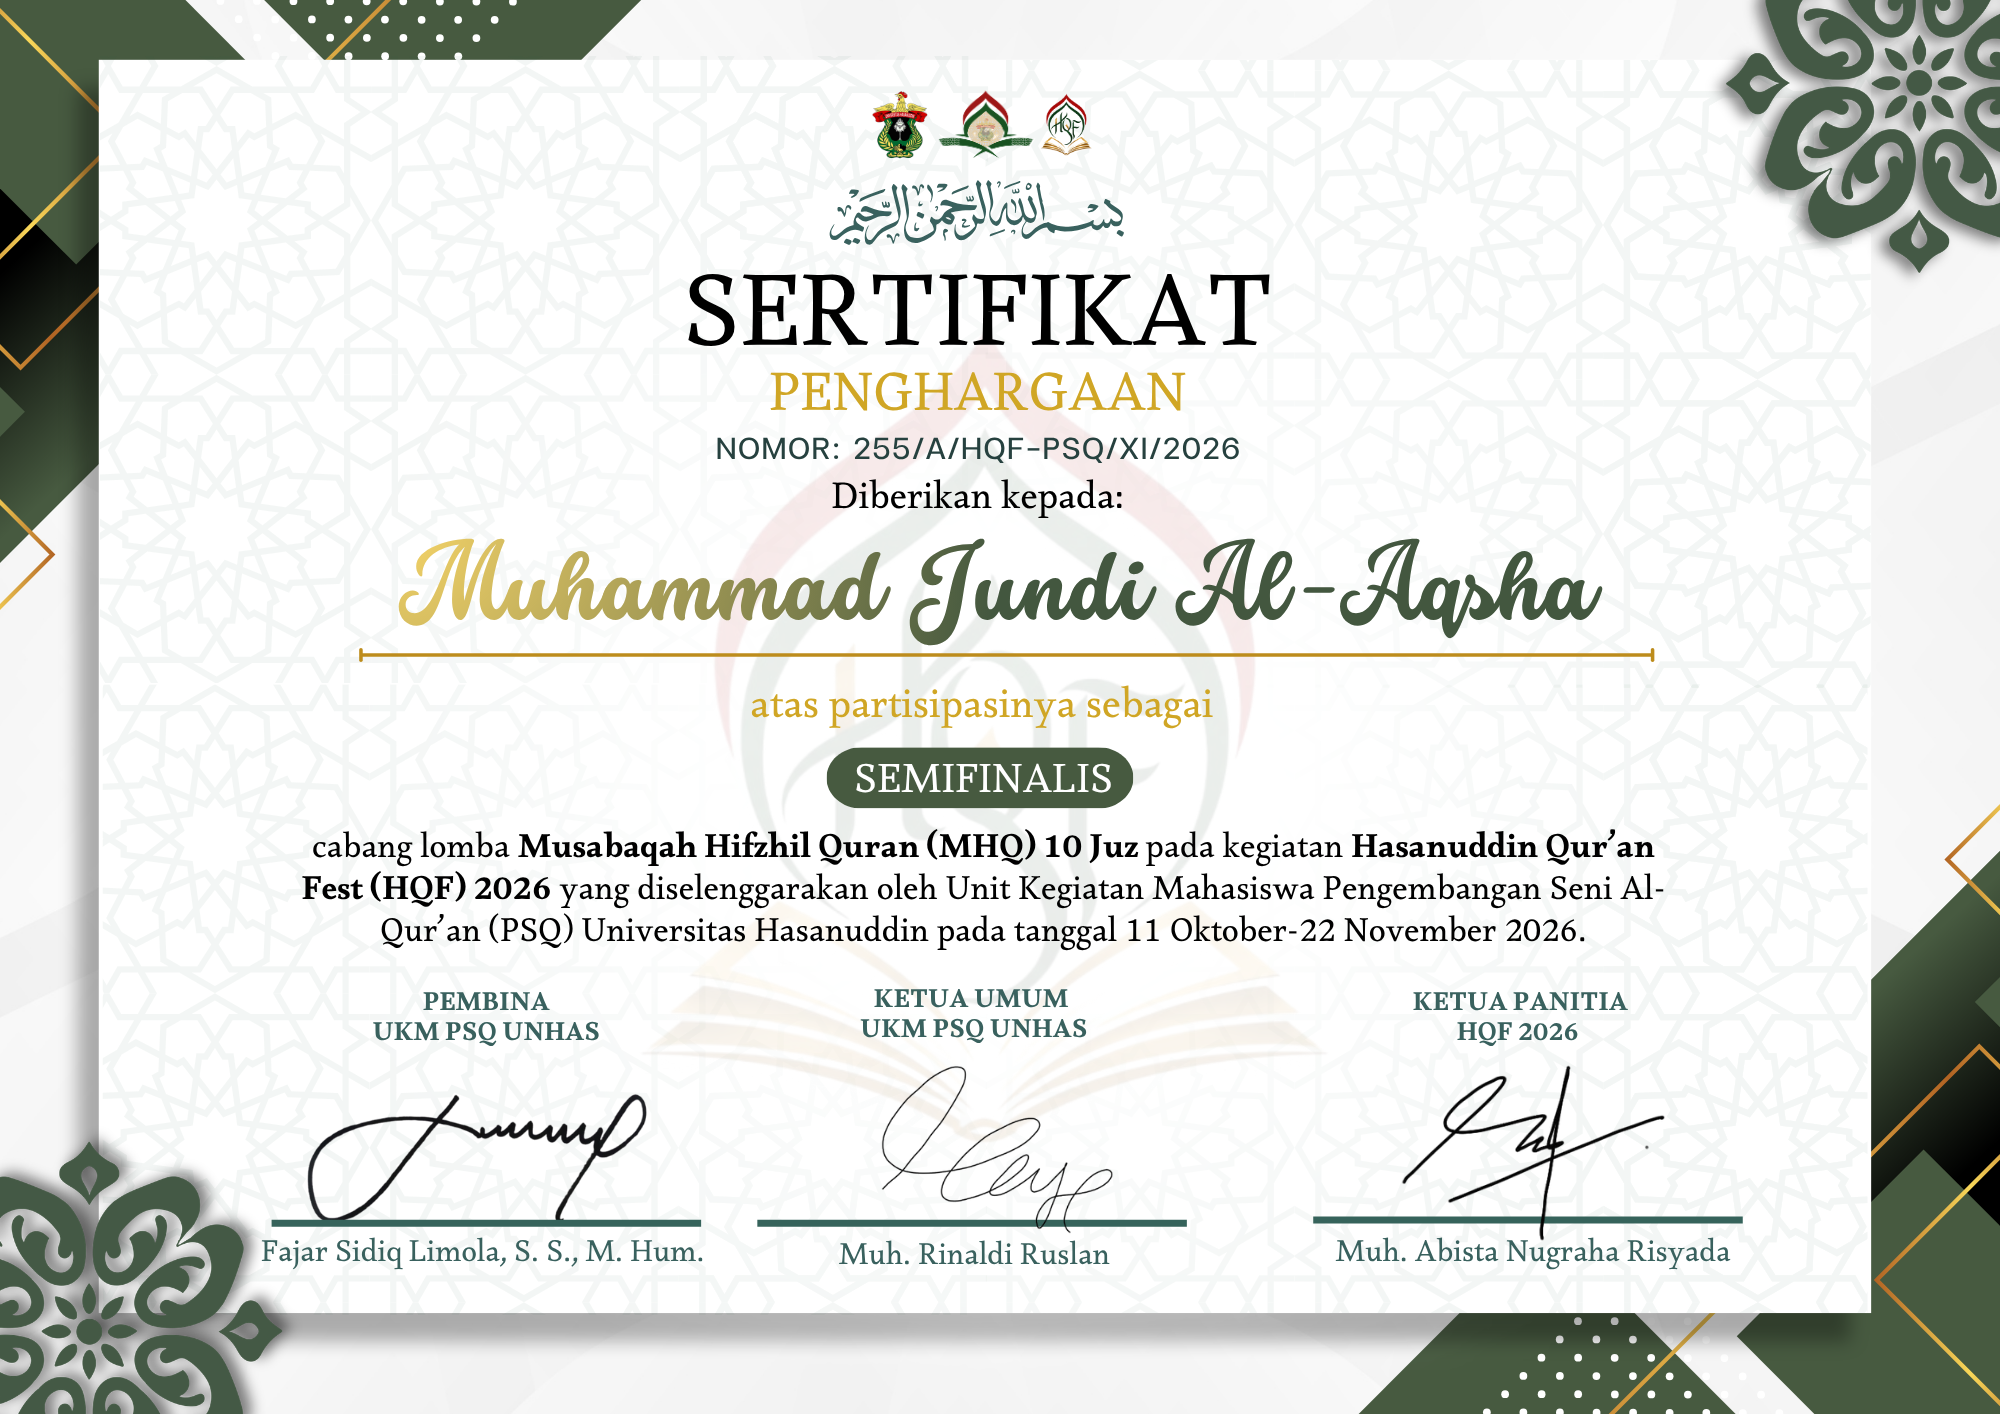 HQF
بسم الله الرحمن الرحيم
SERTIFIKAT
PENGHARGAAN
NOMOR: 255/A/HQF-PSQ/XI/2026
Diberikan kepada:
Muhammad Jundi Al-Aqsha
atas partisipasinya sebagai
SEMIFINALIS
cabang lomba Musabaqah Hifzhil Quran (MHQ) 10 Juz pada kegiatan Hasanuddin Qur’an
Fest (HQF) 2026 yang diselenggarakan oleh Unit Kegiatan Mahasiswa Pengembangan Seni Al-
Qur’an (PSQ) Universitas Hasanuddin pada tanggal 11 Oktober-22 November 2026.
PEMBINA
UKM PSQ UNHAS
Fajar Sidiq Limola, S. S., M. Hum.
KETUA UMUM
UKM PSQ UNHAS
Muh. Rinaldi Ruslan
KETUA PANITIA
HQF 2026
Muh. Abista Nugraha Risyada